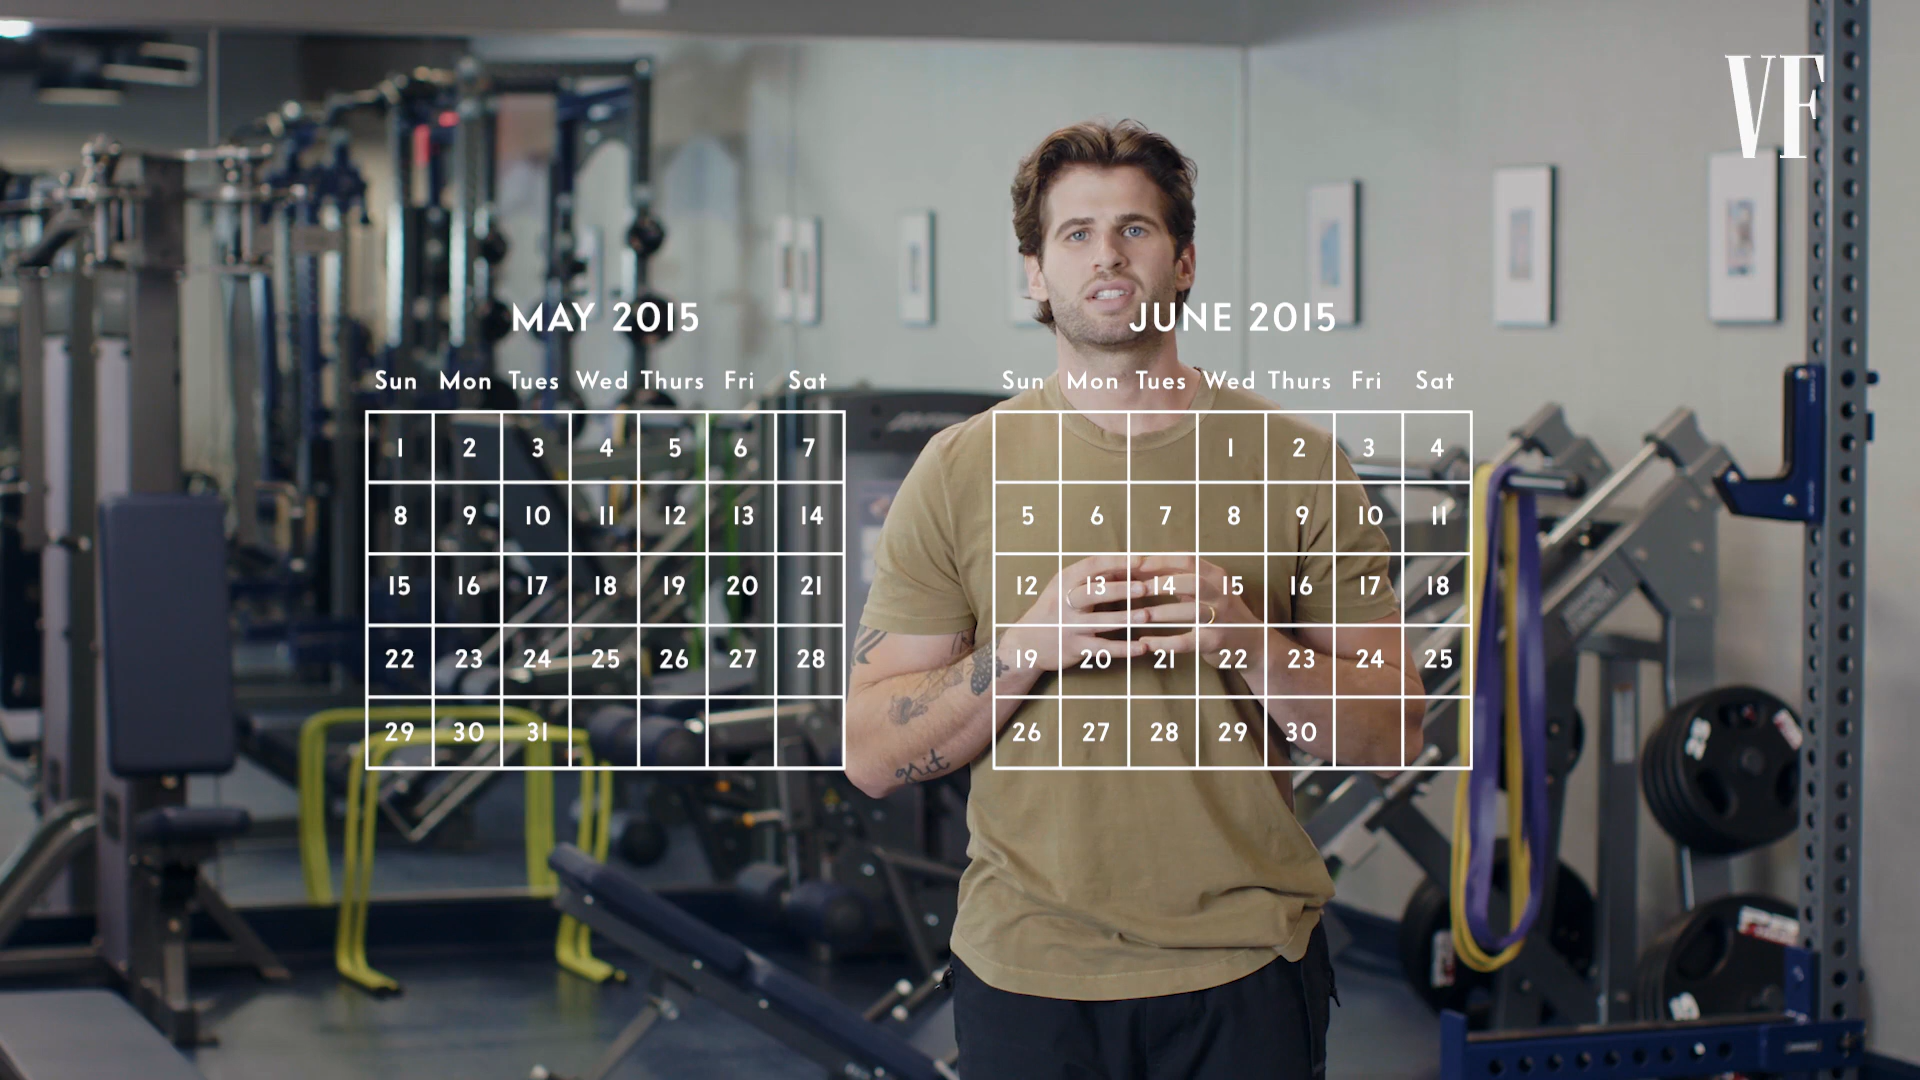 VF
MAY 2015
Sun Mon Tues Wed Thurs Fri Sat
1 2 3 4 5 6 7
8 9 10 11 12 13 14
15 16 17 18 19 20 21
22 23 24 25 26 27 28
29 30 31
JUNE 2015
Sun Mon Tues Wed Thurs Fri Sat
1 2 3 4
5 6 7 8 9 10 11
12 13 14 15 16 17 18
19 20 21 22 23 24 25
26 27 28 29 30
grit